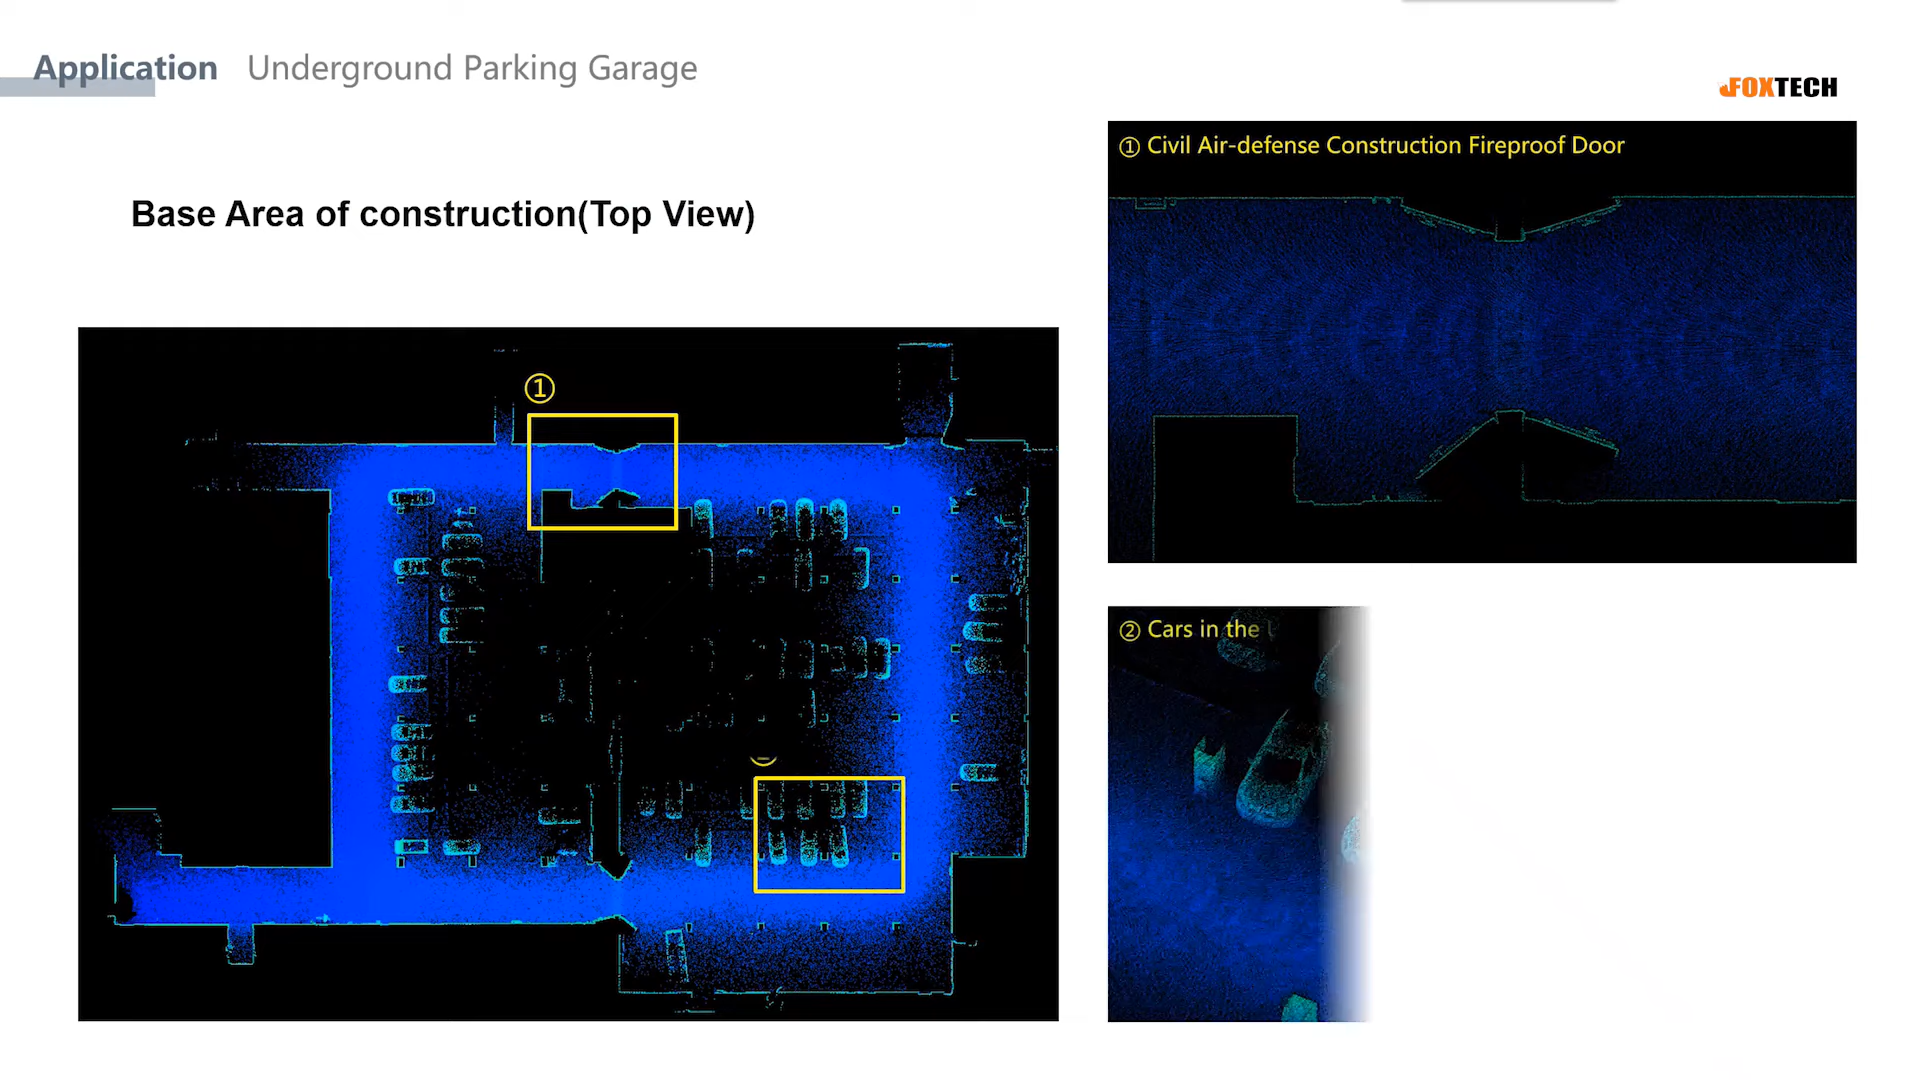 Application Underground Parking Garage
FOXTECH
① Civil Air-defense Construction Fireproof Door
Base Area of construction(Top View)
①
② Cars in the